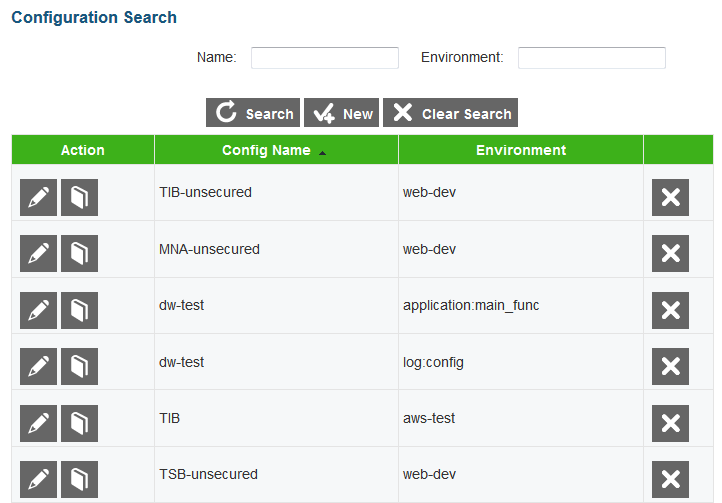 Configuration Search
Name: Environment:
Search New Clear Search
Action Config Name Environment
TIB-unsecured web-dev
MNA-unsecured web-dev
dw-test application:main_func
dw-test log:config
TIB aws-test
TSB-unsecured web-dev